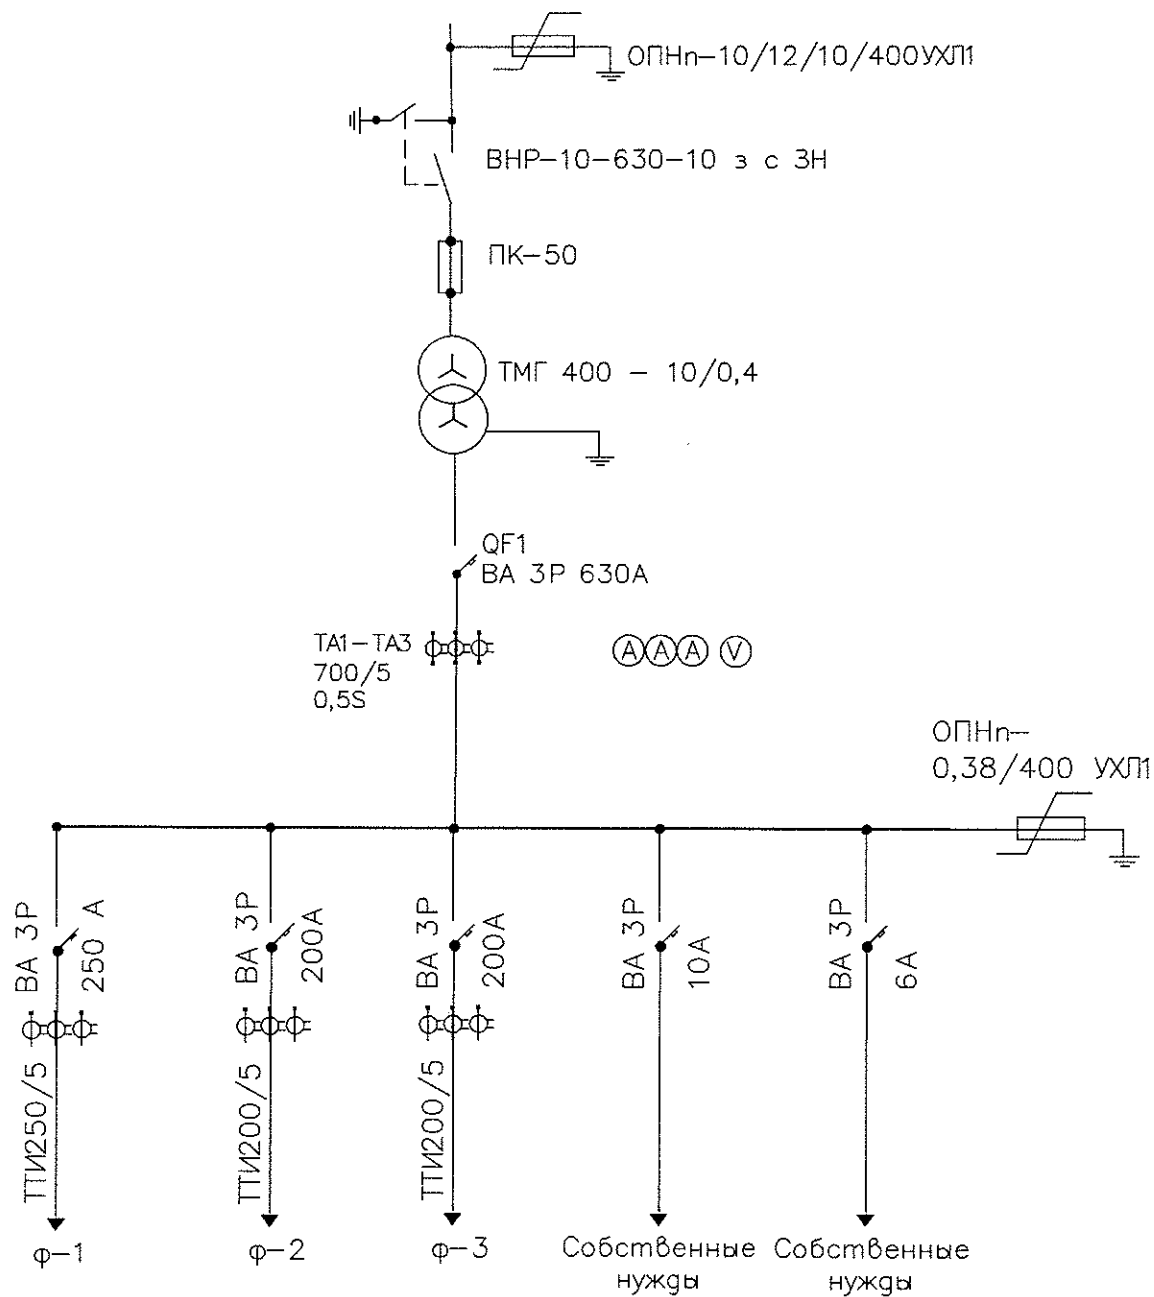 ОПНп-10/12/10/400УХЛ1
ВНР-10-630-10 з с ЗН
ПК-50
ТМГ 400 - 10/0,4
QF1
ВА 3Р 630А
ТА1-ТА3
700/5
0,5S
А А А V
ОПНп-
0,38/400 УХЛ1
ВА 3Р
250 А
ВА 3Р
200А
ВА 3Р
200А
ВА 3Р
10А
ВА 3Р
6А
ТТИ250/5
ТТИ200/5
ТТИ200/5
ф-1
ф-2
ф-3
Собственные
нужды
Собственные
нужды